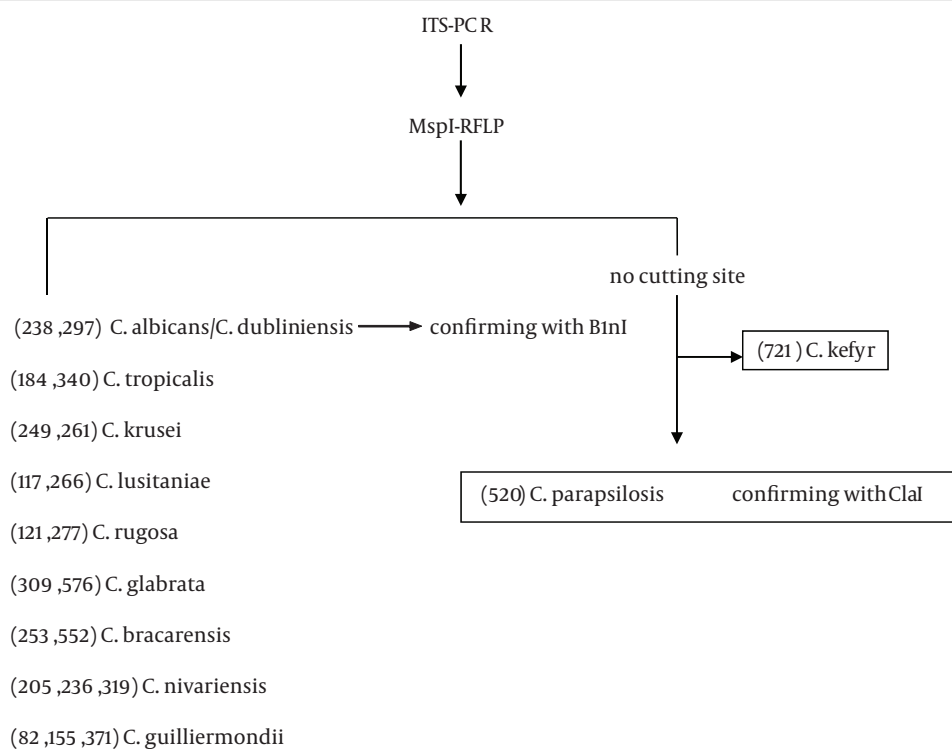 ITS-PCR
MspI-RFLP
no cutting site
(238 ,297) C. albicans/C. dubliniensis
confirming with B1nI
(721 ) C. kefyr
(184 ,340) C. tropicalis
(249 ,261) C. krusei
(117 ,266) C. lusitaniae
(520) C. parapsilosis
confirming with ClaI
(121 ,277) C. rugosa
(309 ,576) C. glabrata
(253 ,552) C. bracarensis
(205 ,236 ,319) C. nivariensis
(82 ,155 ,371) C. guilliermondii